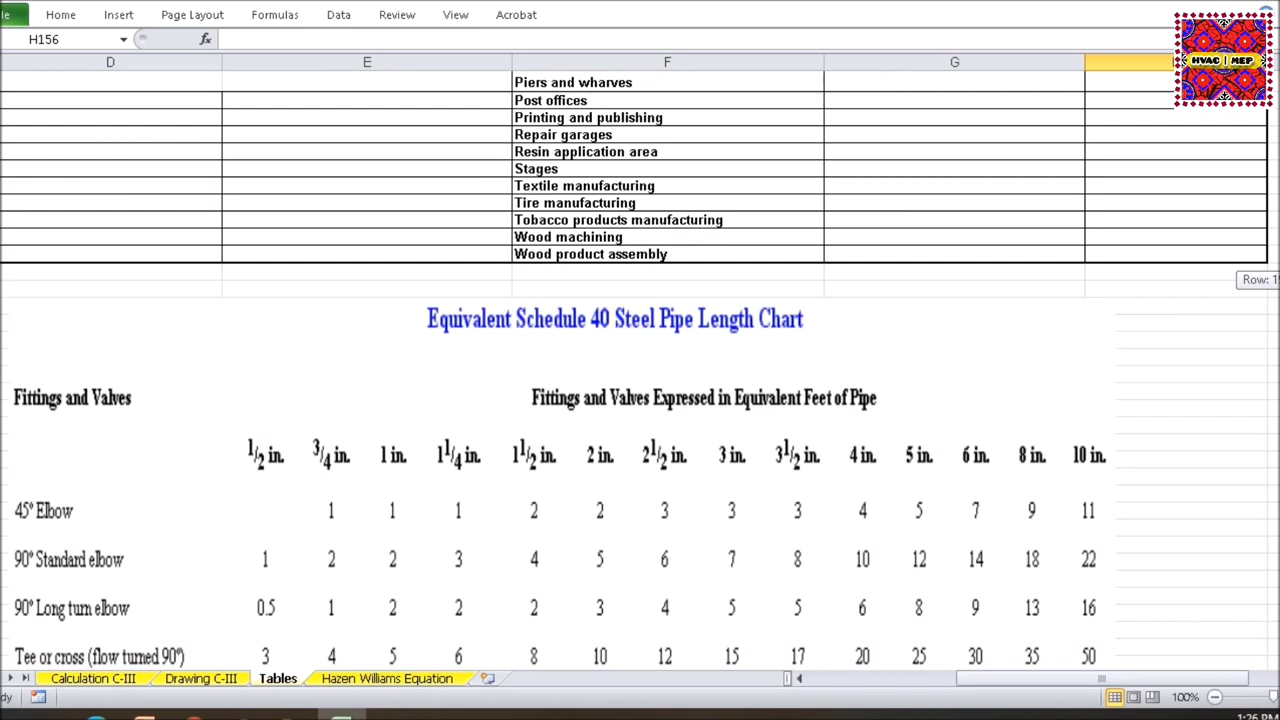 le Home Insert Page Layout Formulas Data Review View Acrobat
H156 fx
D E F G
HVAC | MEP
Piers and wharves
Post offices
Printing and publishing
Repair garages
Resin application area
Stages
Textile manufacturing
Tire manufacturing
Tobacco products manufacturing
Wood machining
Wood product assembly
Row: 1
Equivalent Schedule 40 Steel Pipe Length Chart
Fittings and Valves Fittings and Valves Expressed in Equivalent Feet of Pipe
1/2 in. 3/4 in. 1 in. 1 1/4 in. 1 1/2 in. 2 in. 2 1/2 in. 3 in. 3 1/2 in. 4 in. 5 in. 6 in. 8 in. 10 in.
45° Elbow 1 1 1 2 2 3 3 3 4 5 7 9 11
90° Standard elbow 1 2 2 3 4 5 6 7 8 10 12 14 18 22
90° Long turn elbow 0.5 1 2 2 2 3 4 5 5 6 8 9 13 16
Tee or cross (flow turned 90°) 3 4 5 6 8 10 12 15 17 20 25 30 35 50
Calculation C-III Drawing C-III Tables Hazen Williams Equation
dy 100%
1:26 PM